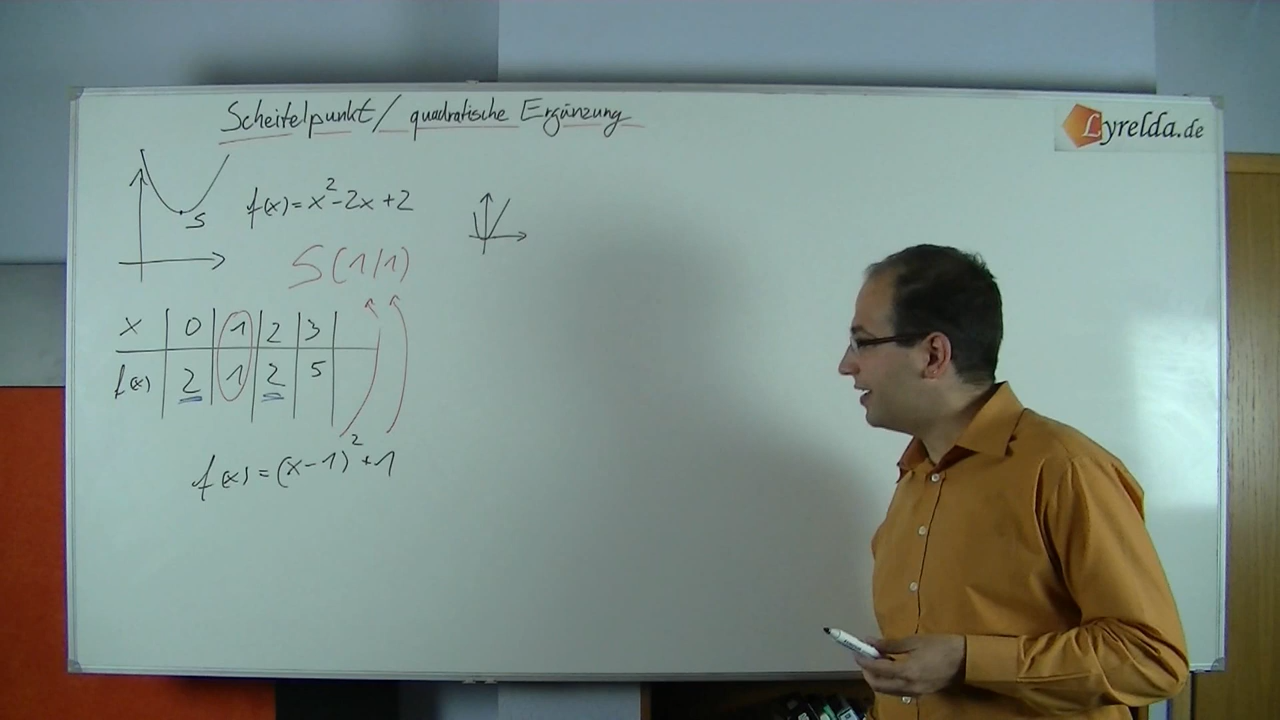 Scheitelpunkt/quadratische Ergänzung
Lyrelda.de
S
f(x)=x²-2x+2
S(1/1)
x | 0 | 1 | 2 | 3 |
f(x) | 2 | 1 | 2 | 5 |
f(x)=(x-1)²+1